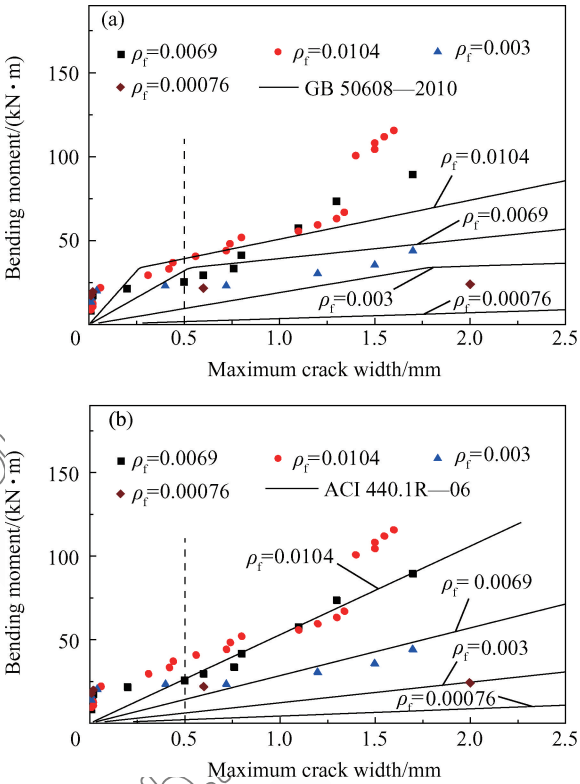 (a)
ρf=0.0069 ρf=0.0104 ρf=0.003
ρf=0.00076 GB 50608—2010
ρf=0.0104
ρf=0.0069
ρf=0.003
ρf=0.00076
150
100
50
0 0.5 1.0 1.5 2.0 2.5
Bending moment/(kN·m)
Maximum crack width/mm
(b)
ρf=0.0069 ρf=0.0104 ρf=0.003
ρf=0.00076 ACI 440.1R—06
ρf=0.0104
ρf= 0.0069
ρf=0.003
ρf=0.00076
150
100
50
0 0.5 1.0 1.5 2.0 2.5
Bending moment/(kN·m)
Maximum crack width/mm